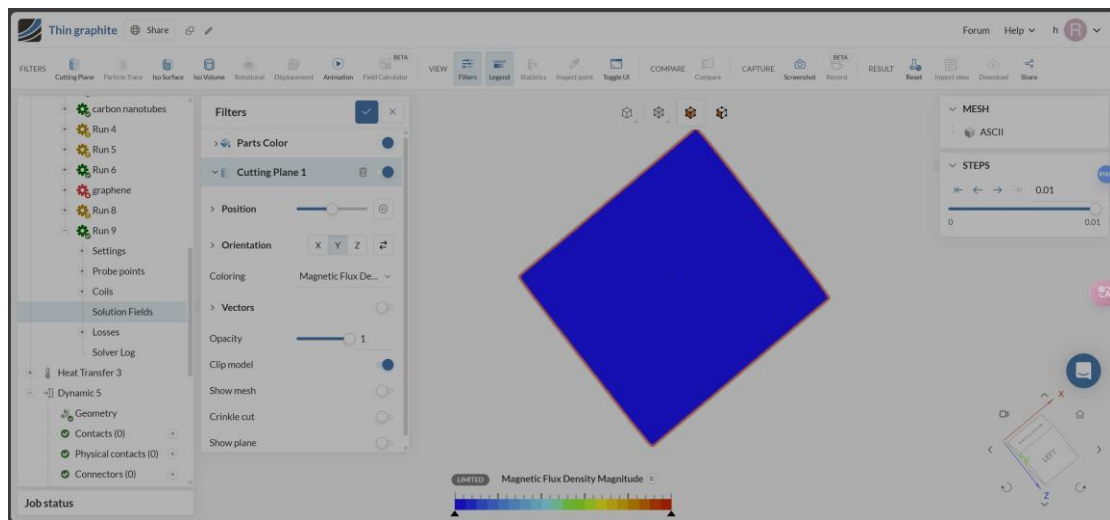 Thin graphite Share Forum Help h R
FILTERS Cutting Plane Particle Trace Iso Surface Iso Volume Rotational Displacement Animation Field Calculator BETA VIEW Filters Legend Statistics Inspect point Toggle UI COMPARE Compare CAPTURE Screenshot Record BETA RESULT Reset Import view Download Share
carbon nanotubes
Run 4
Run 5
Run 6
graphene
Run 8
Run 9
Settings
Probe points
Coils
Solution Fields
Losses
Solver Log
Heat Transfer 3
Dynamic 5
Geometry
Contacts (0)
Physical contacts (0)
Connectors (0)
Job status
Filters
Parts Color
Cutting Plane 1
Position
Orientation X Y Z
Coloring Magnetic Flux De...
Vectors
Opacity 1
Clip model
Show mesh
Crinkle cut
Show plane
LIMITED Magnetic Flux Density Magnitude
MESH
ASCII
STEPS
0.01
0 0.01
X
LEFT
Z